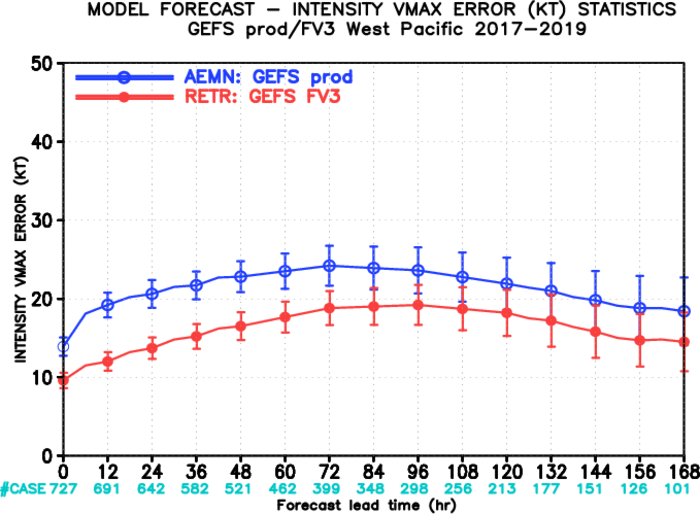 MODEL FORECAST − INTENSITY VMAX ERROR (KT) STATISTICS
GEFS prod/FV3 West Pacific 2017−2019
AEMN: GEFS prod
RETR: GEFS FV3
INTENSITY VMAX ERROR (KT)
50
40
30
20
10
0
0 12 24 36 48 60 72 84 96 108 120 132 144 156 168
#CASE 727 691 642 582 521 462 399 348 298 256 213 177 151 126 101
Forecast lead time (hr)